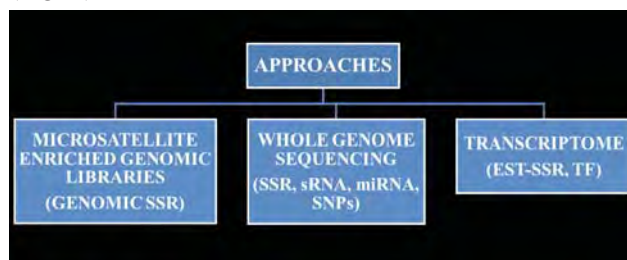 APPROACHES
MICROSATELLITE
ENRICHED GENOMIC
LIBRARIES
(GENOMIC SSR)
WHOLE GENOME
SEQUENCING
(SSR, sRNA, miRNA,
SNPs)
TRANSCRIPTOME
(EST-SSR, TF)